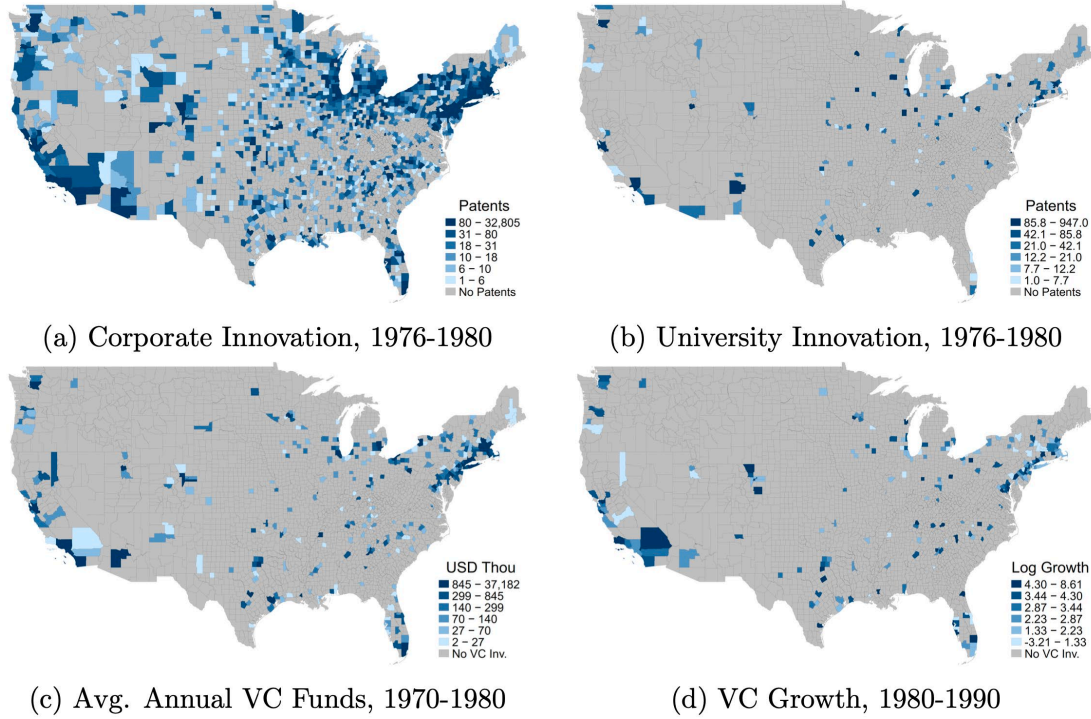 Patents
80 – 32,805
31 – 80
18 – 31
10 – 18
6 – 10
1 – 6
No Patents
(a) Corporate Innovation, 1976-1980
Patents
85.8 – 947.0
42.1 – 85.8
21.0 – 42.1
12.2 – 21.0
7.7 – 12.2
1.0 – 7.7
No Patents
(b) University Innovation, 1976-1980
USD Thou
845 – 37,182
299 – 845
140 – 299
70 – 140
27 – 70
2 – 27
No VC Inv.
(c) Avg. Annual VC Funds, 1970-1980
Log Growth
4.30 – 8.61
3.44 – 4.30
2.87 – 3.44
2.23 – 2.87
1.33 – 2.23
-3.21 – 1.33
No VC Inv.
(d) VC Growth, 1980-1990